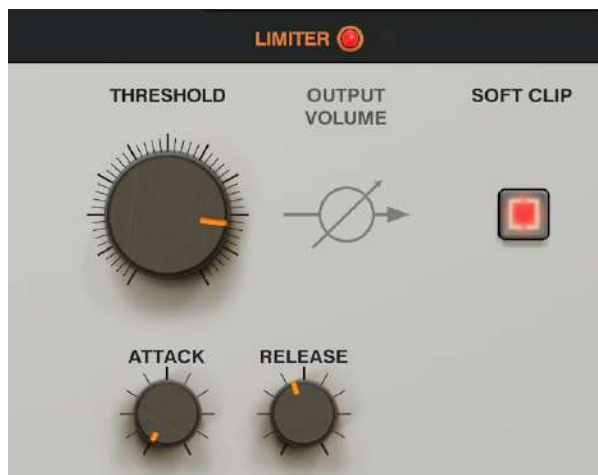 LIMITER
THRESHOLD
OUTPUT
VOLUME
SOFT CLIP
ATTACK
RELEASE